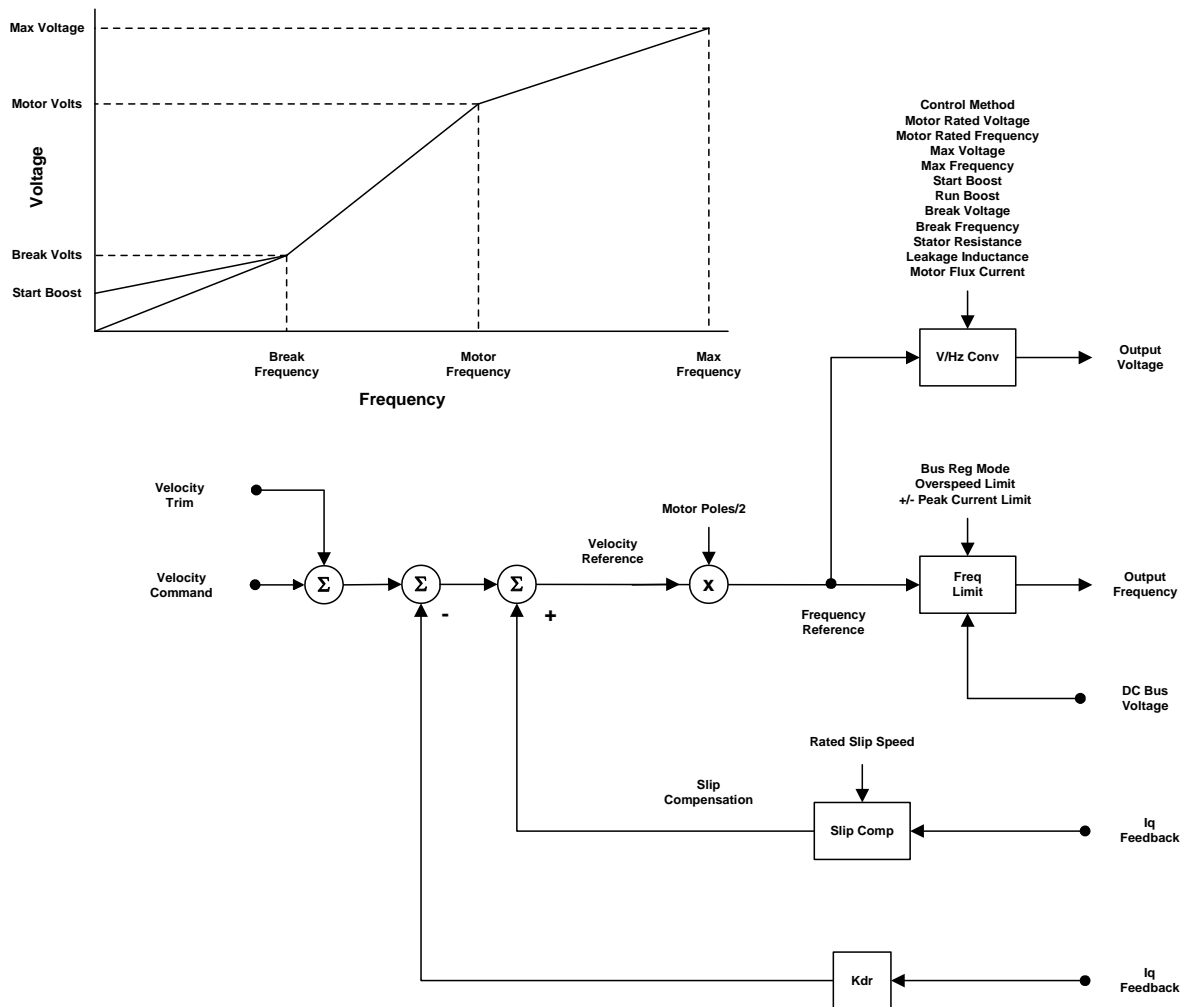 Max Voltage
Motor Volts
Voltage
Break Volts
Start Boost
Break
Frequency
Motor
Frequency
Max
Frequency
Frequency
Control Method
Motor Rated Voltage
Motor Rated Frequency
Max Voltage
Max Frequency
Start Boost
Run Boost
Break Voltage
Break Frequency
Stator Resistance
Leakage Inductance
Motor Flux Current
V/Hz Conv
Output
Voltage
Velocity
Trim
Velocity
Command
Σ
Σ
-
Σ
+
Velocity
Reference
Motor Poles/2
x
Frequency
Reference
Bus Reg Mode
Overspeed Limit
+/- Peak Current Limit
Freq
Limit
Output
Frequency
DC Bus
Voltage
Rated Slip Speed
Slip
Compensation
Slip Comp
Iq
Feedback
Kdr
Iq
Feedback